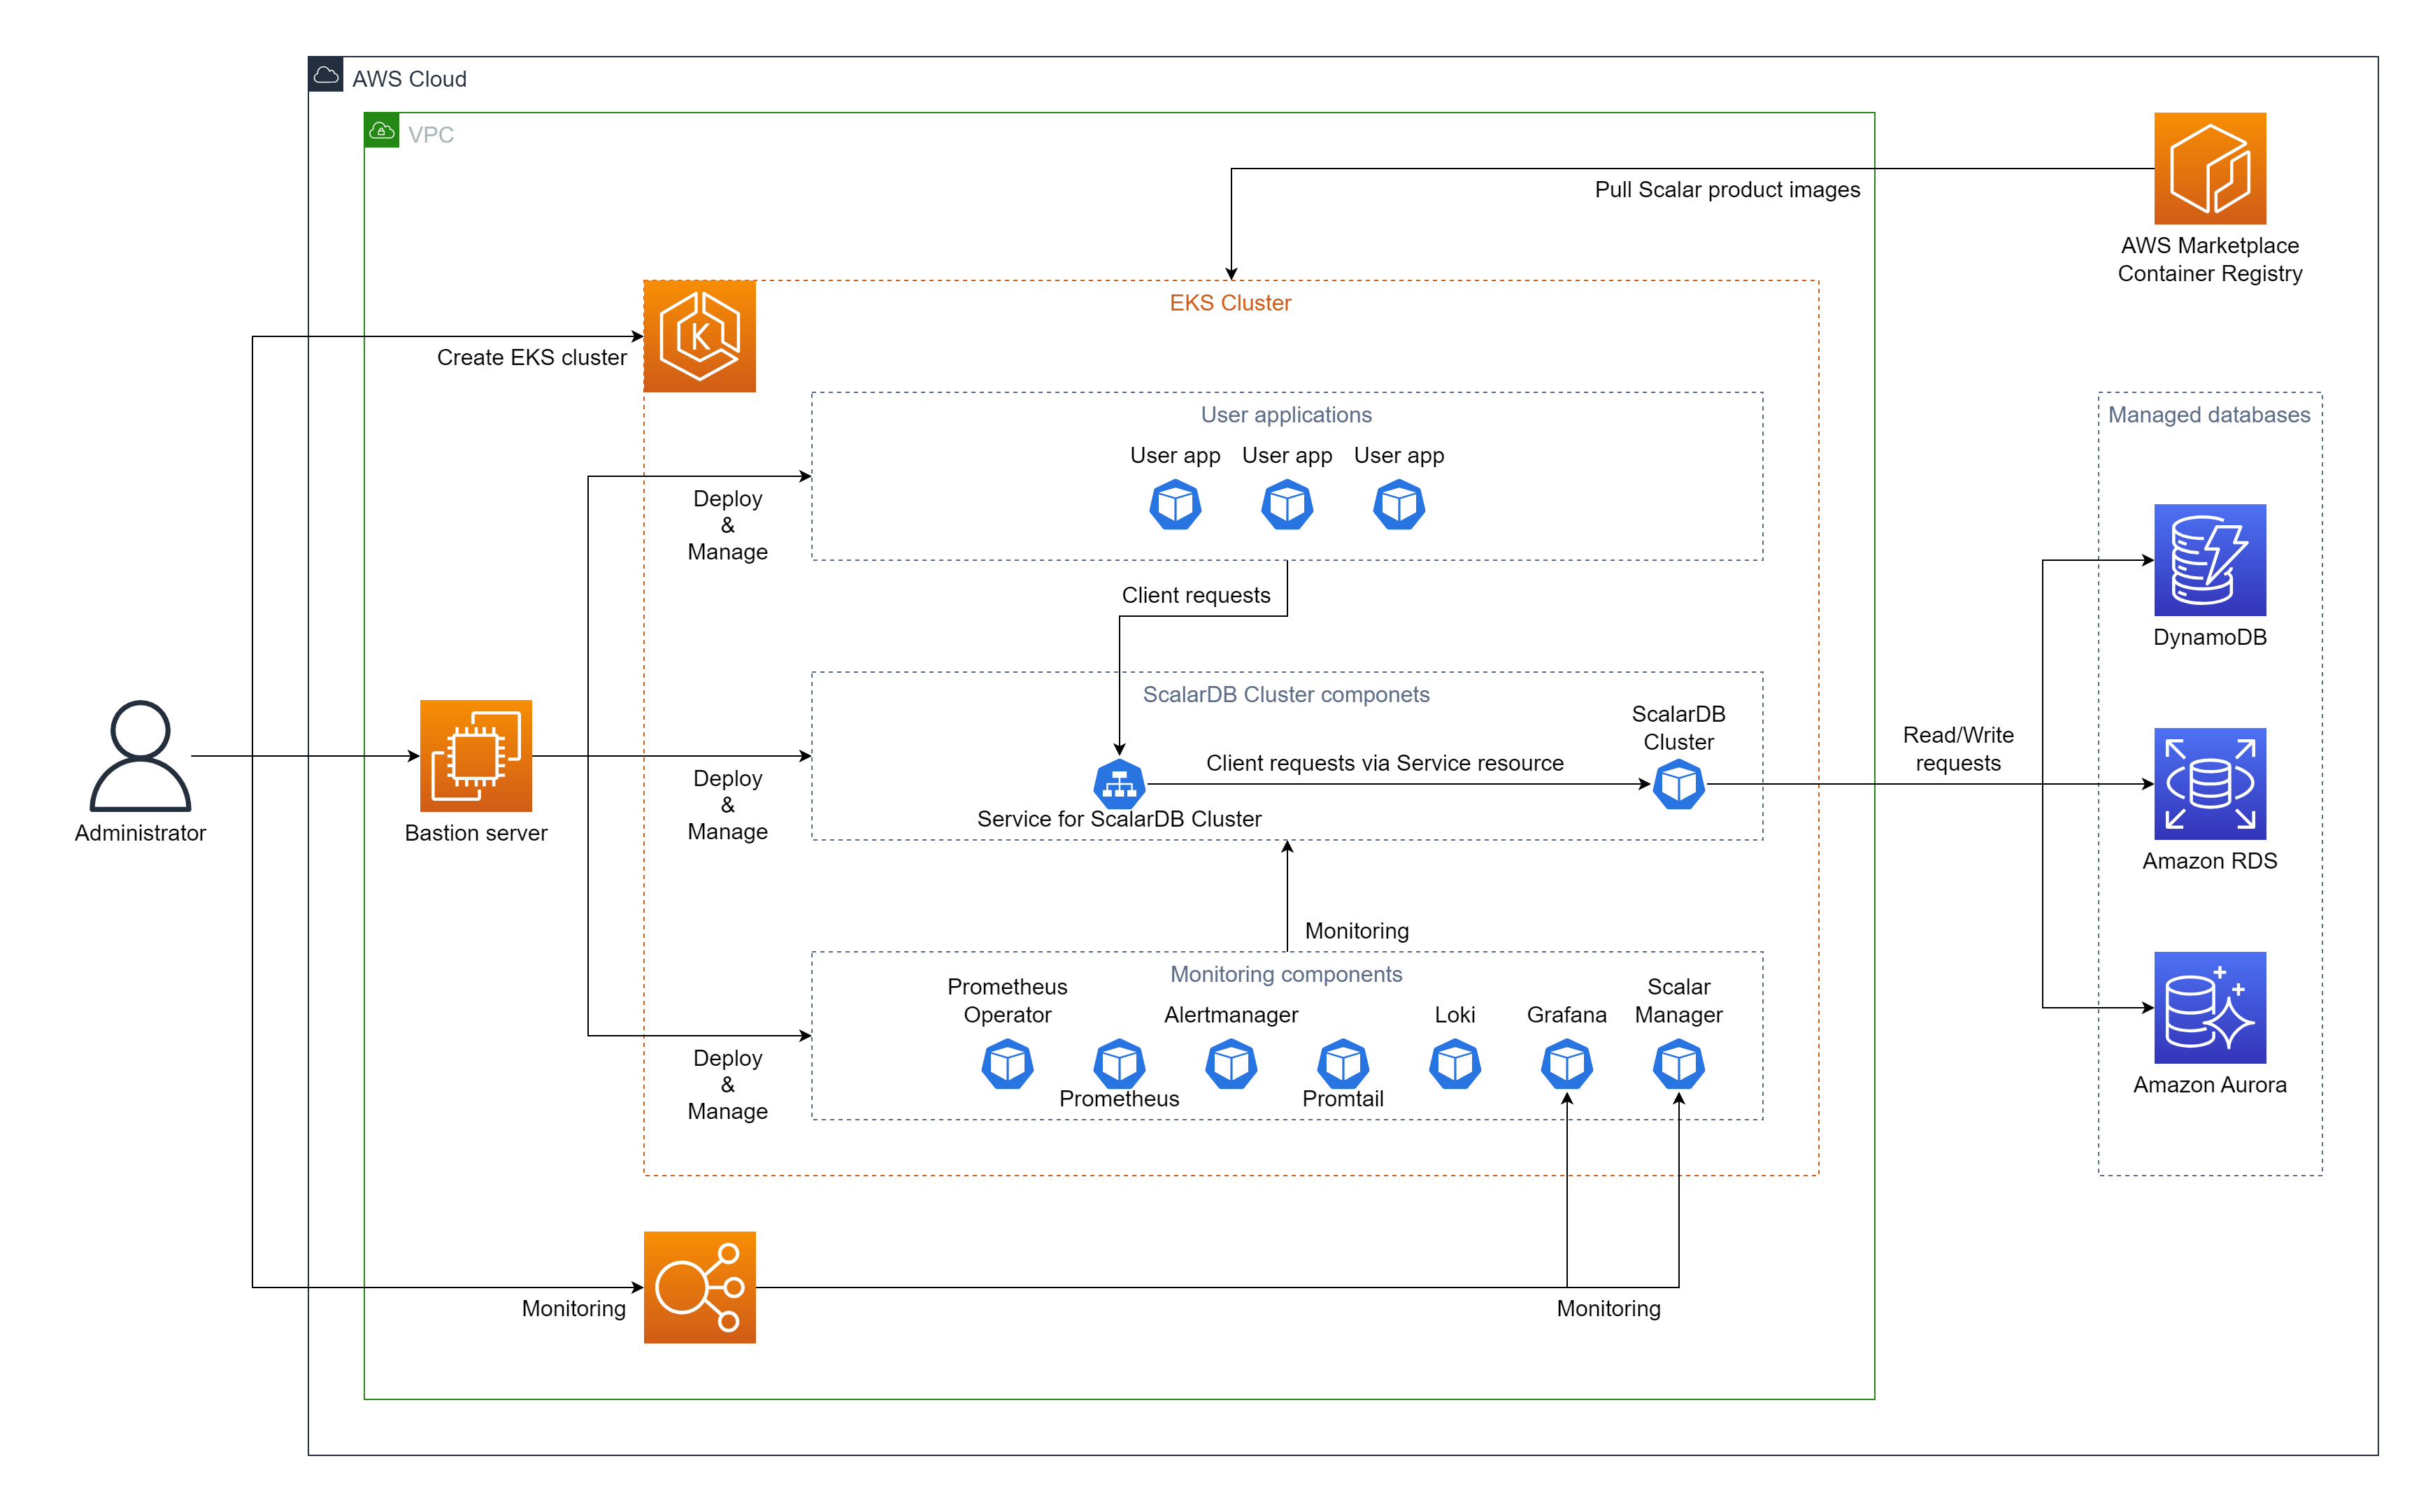 AWS Cloud
VPC
Pull Scalar product images
AWS Marketplace
Container Registry
EKS Cluster
K
Create EKS cluster
User applications
User app User app User app
Deploy
&
Manage
Client requests
Managed databases
DynamoDB
ScalarDB Cluster componets
ScalarDB
Cluster
Client requests via Service resource
Service for ScalarDB Cluster
Read/Write
requests
Administrator
Bastion server
Deploy
&
Manage
Amazon RDS
Monitoring
Monitoring components
Prometheus
Operator
Prometheus
Alertmanager
Promtail
Loki
Grafana
Scalar
Manager
Deploy
&
Manage
Amazon Aurora
Monitoring
Monitoring